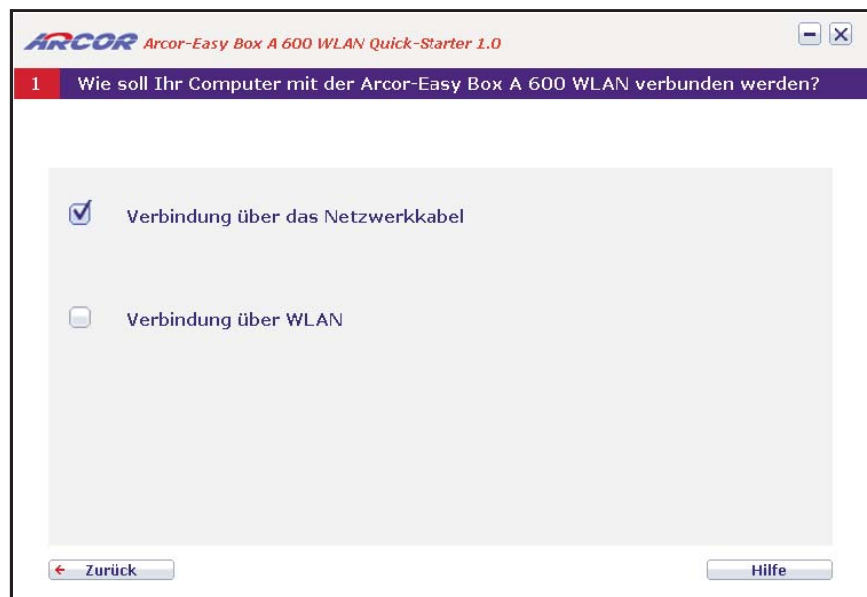 ARCOR Arcor-Easy Box A 600 WLAN Quick-Starter 1.0
1 Wie soll Ihr Computer mit der Arcor-Easy Box A 600 WLAN verbunden werden?
Verbindung über das Netzwerkkabel
Verbindung über WLAN
Zurück Hilfe